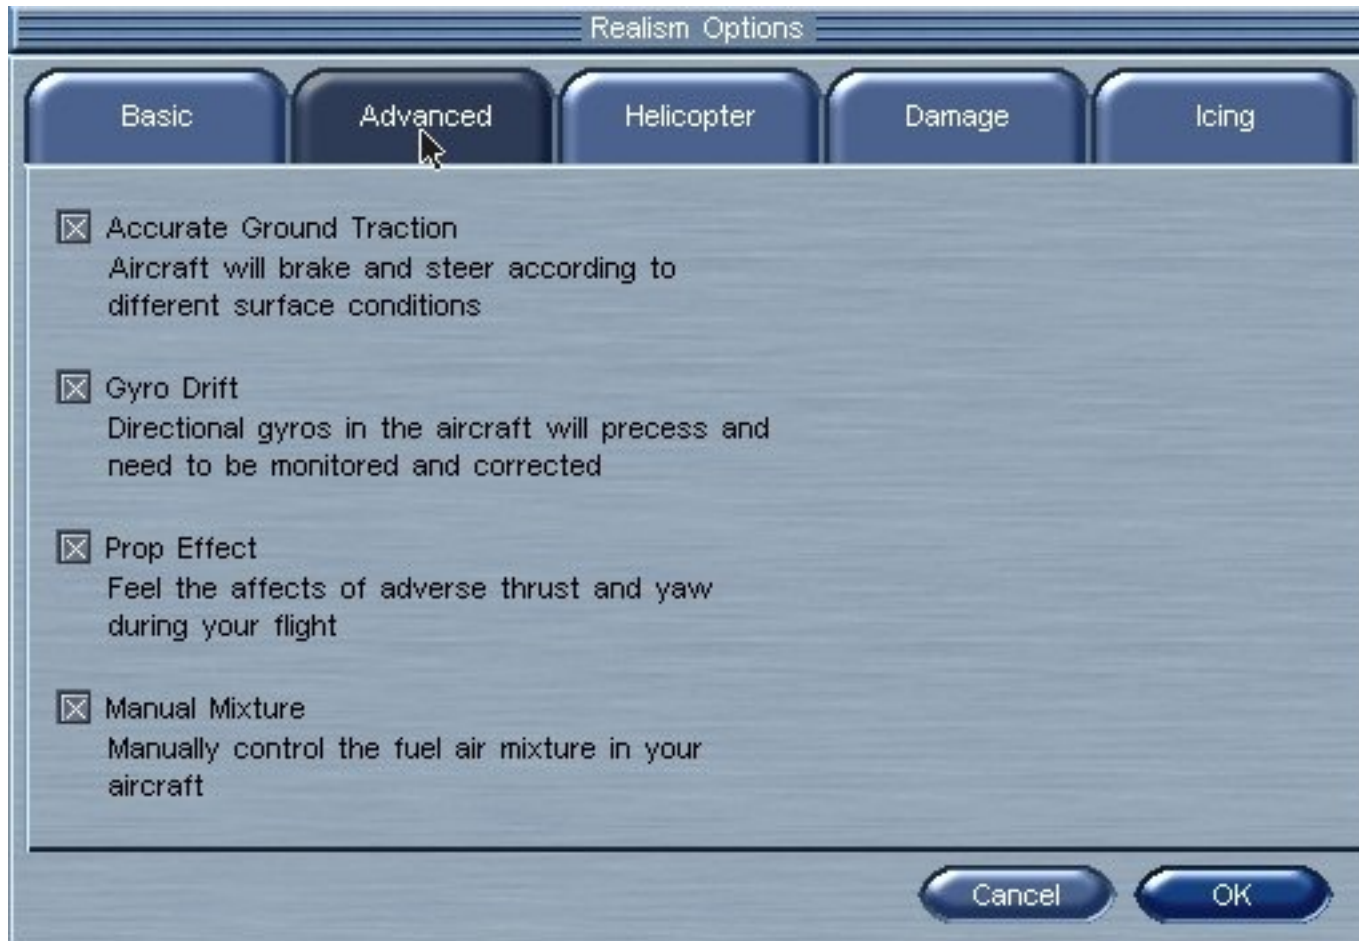 Realism Options
Basic Advanced Helicopter Damage Icing
Accurate Ground Traction
Aircraft will brake and steer according to
different surface conditions
Gyro Drift
Directional gyros in the aircraft will precess and
need to be monitored and corrected
Prop Effect
Feel the affects of adverse thrust and yaw
during your flight
Manual Mixture
Manually control the fuel air mixture in your
aircraft
Cancel OK